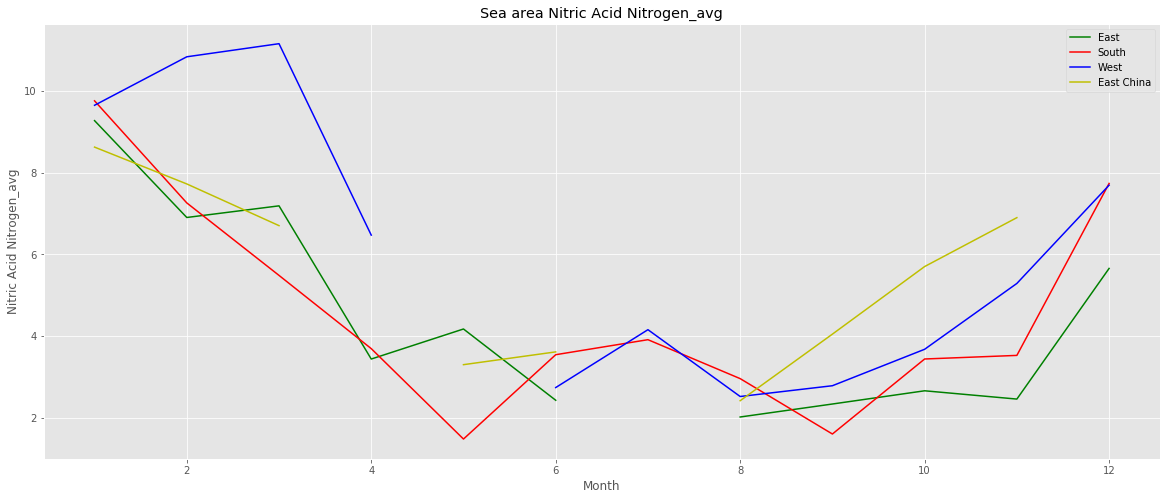 Sea area Nitric Acid Nitrogen_avg
East
South
West
East China
Nitric Acid Nitrogen_avg
10
8
6
4
2
2 4 6 8 10 12
Month